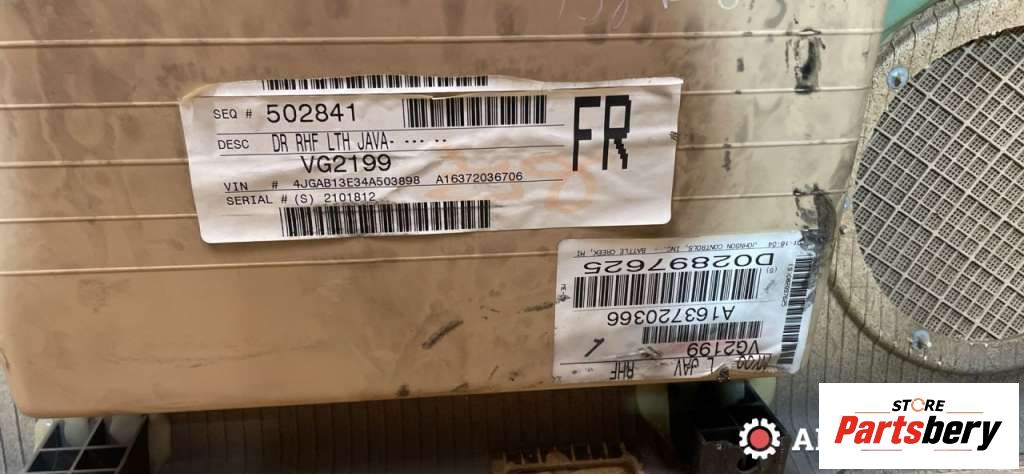 SEQ # 502841
DESC DR RHF LTH JAVA- --- --
VG2199
FR
VIN # 4JGAB13E34A503898 A16372036706
SERIAL # (S) 2101812
JOHNSON CONTROLS, INC. - BATTLE CREEK, MI
D02897625
(S)
A163720366
VG2199
JAV RHF
STORE
Partsbery